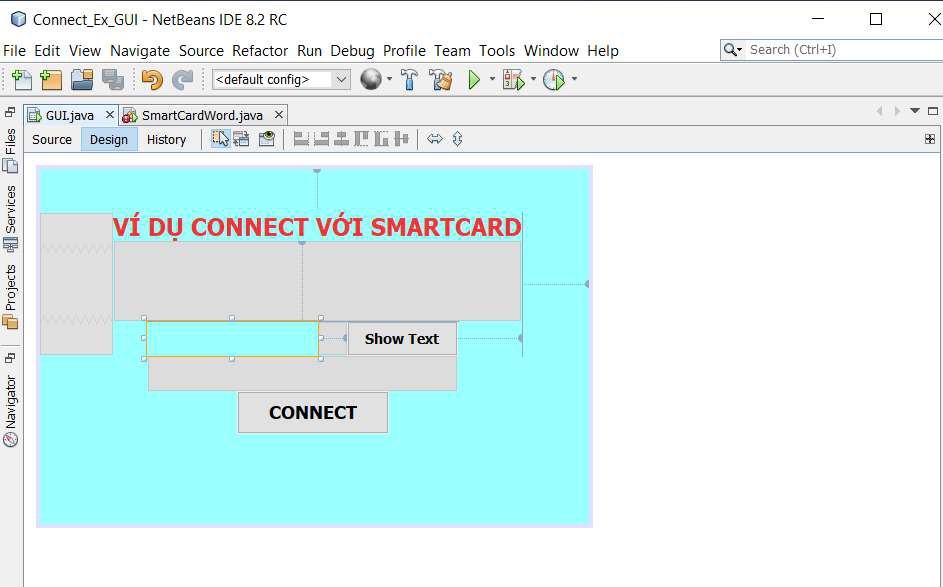 Connect_Ex_GUI - NetBeans IDE 8.2 RC
File Edit View Navigate Source Refactor Run Debug Profile Team Tools Window Help
Search (Ctrl+I)
<default config>
GUI.java
SmartCardWord.java
Source Design History
Files
Services
Projects
Navigator
VÍ DỤ CONNECT VỚI SMARTCARD
Show Text
CONNECT